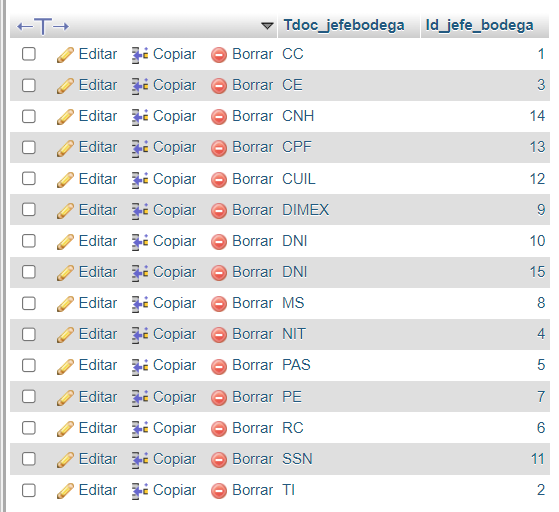 Tdoc_jefebodega Id_jefe_bodega
Editar Copiar Borrar CC 1
Editar Copiar Borrar CE 3
Editar Copiar Borrar CNH 14
Editar Copiar Borrar CPF 13
Editar Copiar Borrar CUIL 12
Editar Copiar Borrar DIMEX 9
Editar Copiar Borrar DNI 10
Editar Copiar Borrar DNI 15
Editar Copiar Borrar MS 8
Editar Copiar Borrar NIT 4
Editar Copiar Borrar PAS 5
Editar Copiar Borrar PE 7
Editar Copiar Borrar RC 6
Editar Copiar Borrar SSN 11
Editar Copiar Borrar TI 2